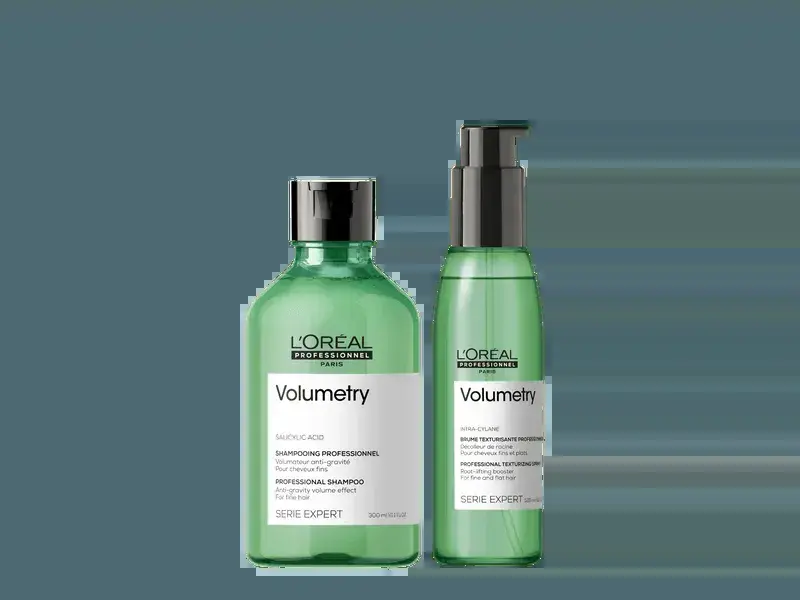 L'ORÉAL
PROFESSIONNEL
PARIS
Volumetry
SALICYLIC ACID
SHAMPOOING PROFESSIONNEL
Volumateur anti-gravité
Pour cheveux fins
PROFESSIONAL SHAMPOO
Anti-gravity volume effect
For fine hair
SERIE EXPERT
300 ml
L'ORÉAL
PROFESSIONNEL
PARIS
Volumetry
INTRA-CYLANE
BRUME TEXTURISANTE
Décolleur de racine
Pour cheveux fins et plats
PROFESSIONAL TEXTURIZING SPRAY
Root-lifting booster
For fine and flat hair
SERIE EXPERT